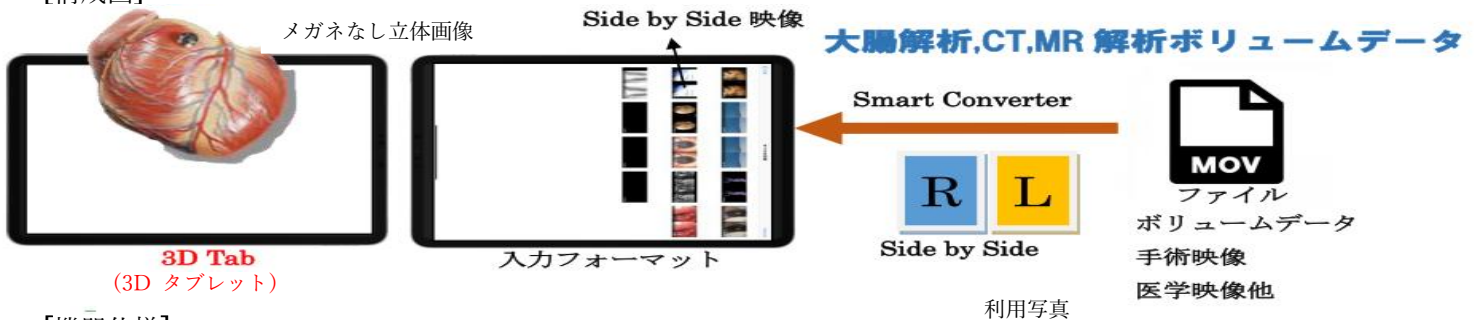 メガネなし立体画像
Side by Side 映像
大腸解析,CT,MR 解析ボリュームデータ
Smart Converter
MOV
R L
ファイル
ボリュームデータ
手術映像
医学映像他
Side by Side
3D Tab
(3D タブレット)
入力フォーマット
利用写真